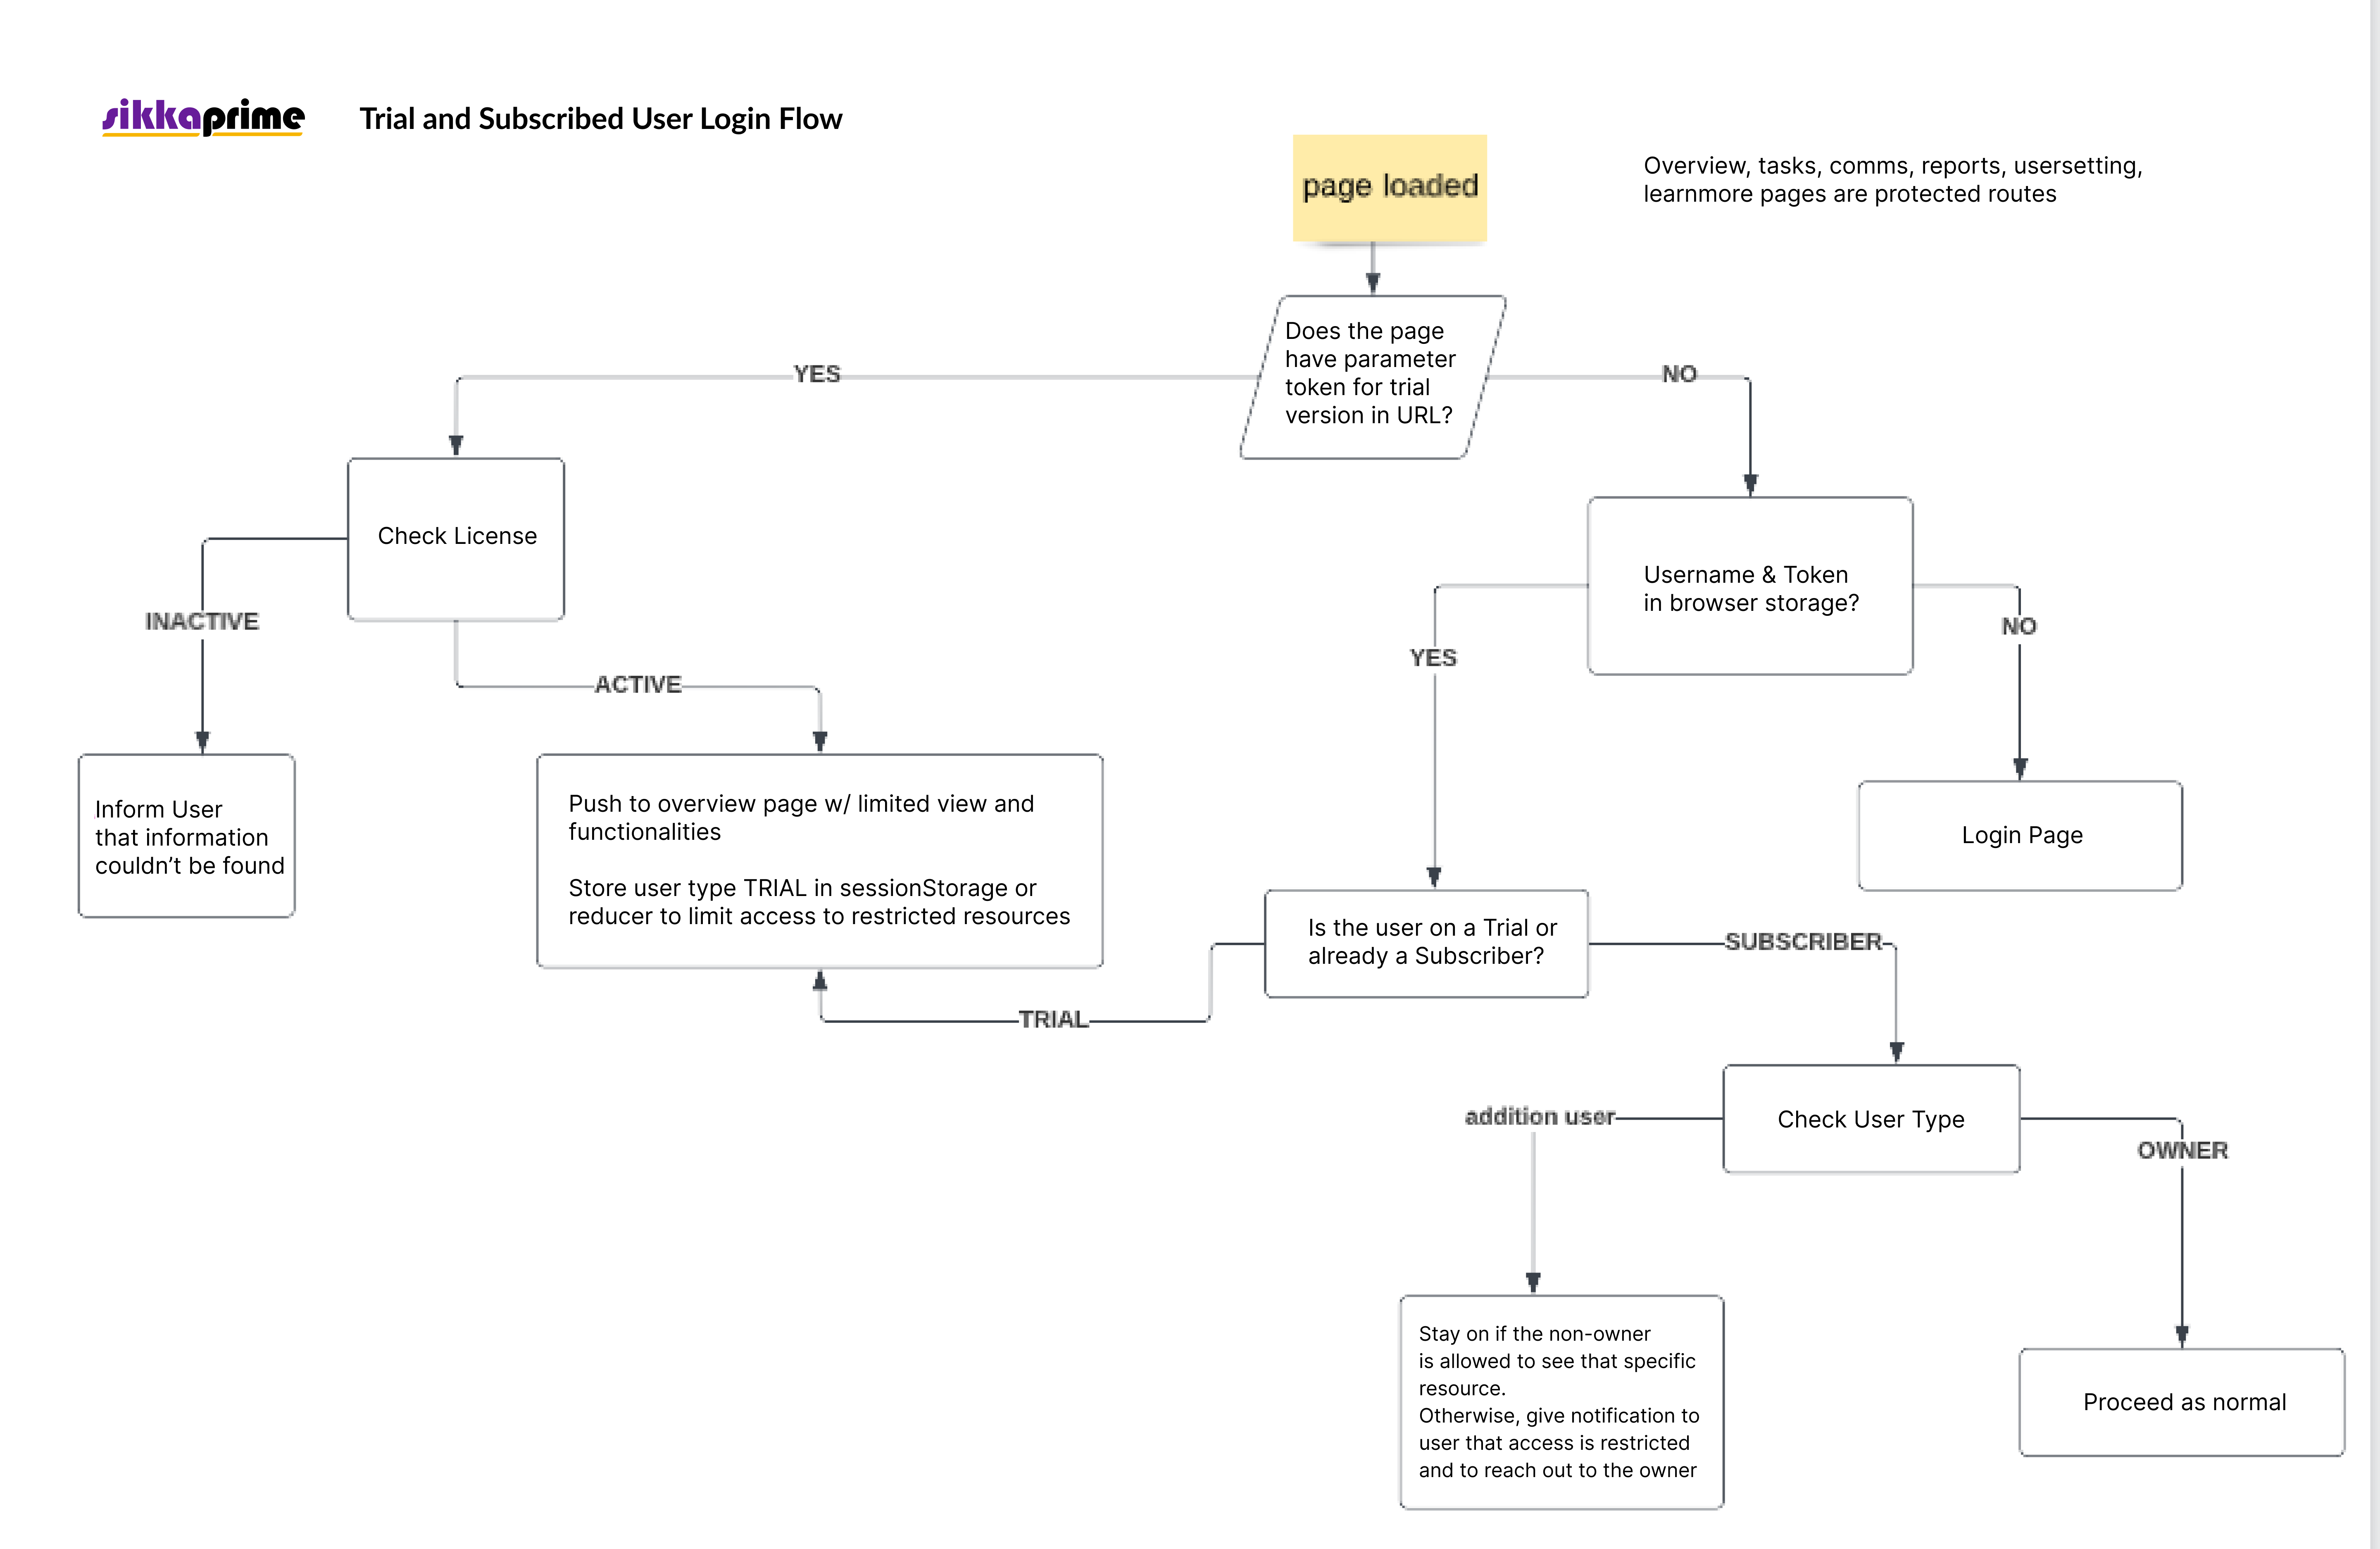 sikkaprime
Trial and Subscribed User Login Flow
page loaded
Overview, tasks, comms, reports, usersetting,
learnmore pages are protected routes
Does the page
have parameter
token for trial
version in URL?
YES
NO
Check License
Username & Token
in browser storage?
INACTIVE
NO
YES
ACTIVE
Inform User
that information
couldn’t be found
Push to overview page w/ limited view and
functionalities
Store user type TRIAL in sessionStorage or
reducer to limit access to restricted resources
Login Page
Is the user on a Trial or
already a Subscriber?
SUBSCRIBER
TRIAL
addition user
Check User Type
OWNER
Stay on if the non-owner
is allowed to see that specific
resource.
Otherwise, give notification to
user that access is restricted
and to reach out to the owner
Proceed as normal